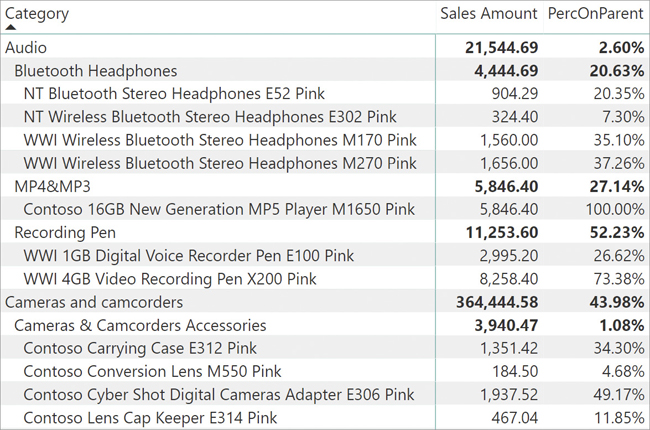 Category Sales Amount PercOnParent
Audio 21,544.69 2.60%
Bluetooth Headphones 4,444.69 20.63%
NT Bluetooth Stereo Headphones E52 Pink 904.29 20.35%
NT Wireless Bluetooth Stereo Headphones E302 Pink 324.40 7.30%
WWI Wireless Bluetooth Stereo Headphones M170 Pink 1,560.00 35.10%
WWI Wireless Bluetooth Stereo Headphones M270 Pink 1,656.00 37.26%
MP4&MP3 5,846.40 27.14%
Contoso 16GB New Generation MP5 Player M1650 Pink 5,846.40 100.00%
Recording Pen 11,253.60 52.23%
WWI 1GB Digital Voice Recorder Pen E100 Pink 2,995.20 26.62%
WWI 4GB Video Recording Pen X200 Pink 8,258.40 73.38%
Cameras and camcorders 364,444.58 43.98%
Cameras & Camcorders Accessories 3,940.47 1.08%
Contoso Carrying Case E312 Pink 1,351.42 34.30%
Contoso Conversion Lens M550 Pink 184.50 4.68%
Contoso Cyber Shot Digital Cameras Adapter E306 Pink 1,937.52 49.17%
Contoso Lens Cap Keeper E314 Pink 467.04 11.85%